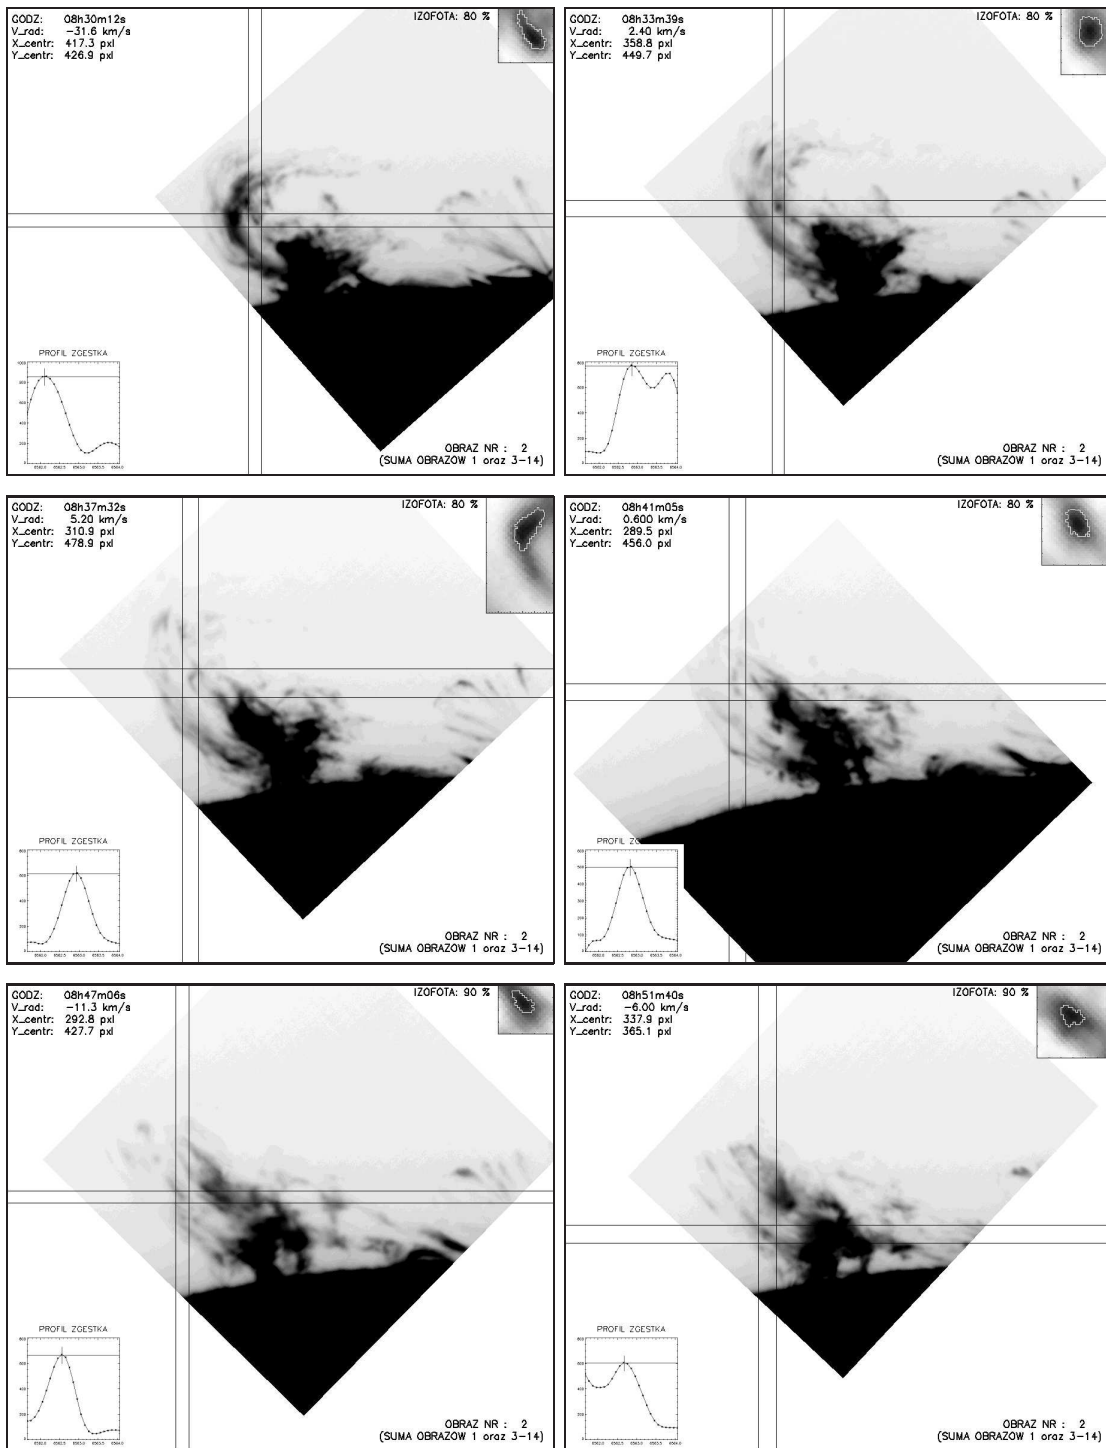 GODZ: 08h30m12s
V_rad: -31.6 km/s
X_centr: 417.3 pxl
Y_centr: 426.9 pxl
IZOFOTA: 80 %
PROFIL ZGESTKA
OBRAZ NR : 2
(SUMA OBRAZOW 1 oraz 3-14)
GODZ: 08h33m39s
V_rad: 2.40 km/s
X_centr: 358.8 pxl
Y_centr: 449.7 pxl
IZOFOTA: 80 %
PROFIL ZGESTKA
OBRAZ NR : 2
(SUMA OBRAZOW 1 oraz 3-14)
GODZ: 08h37m32s
V_rad: 5.20 km/s
X_centr: 310.9 pxl
Y_centr: 478.9 pxl
IZOFOTA: 80 %
PROFIL ZGESTKA
OBRAZ NR : 2
(SUMA OBRAZOW 1 oraz 3-14)
GODZ: 08h41m05s
V_rad: 0.600 km/s
X_centr: 289.5 pxl
Y_centr: 456.0 pxl
IZOFOTA: 80 %
PROFIL
OBRAZ NR : 2
(SUMA OBRAZOW 1 oraz 3-14)
GODZ: 08h47m06s
V_rad: -11.3 km/s
X_centr: 292.8 pxl
Y_centr: 427.7 pxl
IZOFOTA: 90 %
PROFIL ZGESTKA
OBRAZ NR : 2
(SUMA OBRAZOW 1 oraz 3-14)
GODZ: 08h51m40s
V_rad: -6.00 km/s
X_centr: 337.9 pxl
Y_centr: 365.1 pxl
IZOFOTA: 90 %
PROFIL ZGESTKA
OBRAZ NR : 2
(SUMA OBRAZOW 1 oraz 3-14)